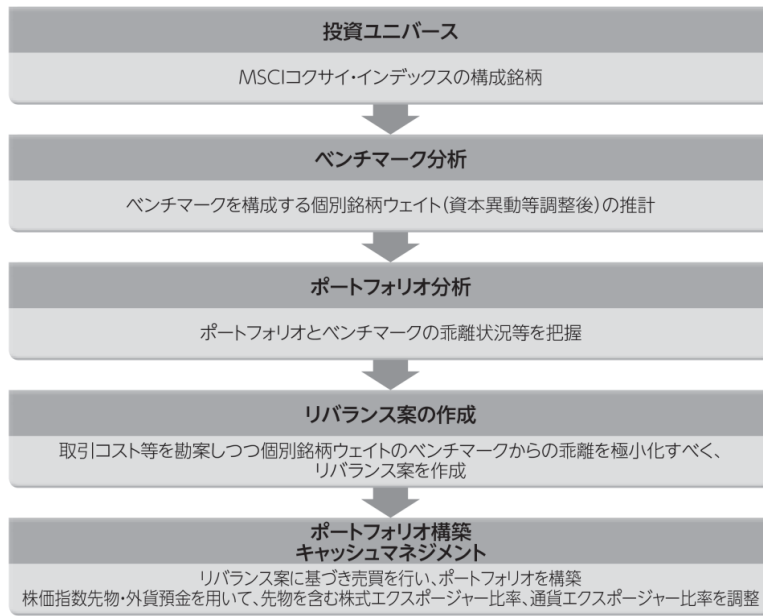 投資ユニバース
MSCIコクサイ・インデックスの構成銘柄
ベンチマーク分析
ベンチマークを構成する個別銘柄ウェイト(資本異動等調整後)の推計
ポートフォリオ分析
ポートフォリオとベンチマークの乖離状況等を把握
リバランス案の作成
取引コスト等を勘案しつつ個別銘柄ウェイトのベンチマークからの乖離を極小化すべく、
リバランス案を作成
ポートフォリオ構築
キャッシュマネジメント
リバランス案に基づき売買を行い、ポートフォリオを構築
株価指数先物・外貨預金を用いて、先物を含む株式エクスポージャー比率、通貨エクスポージャー比率を調整